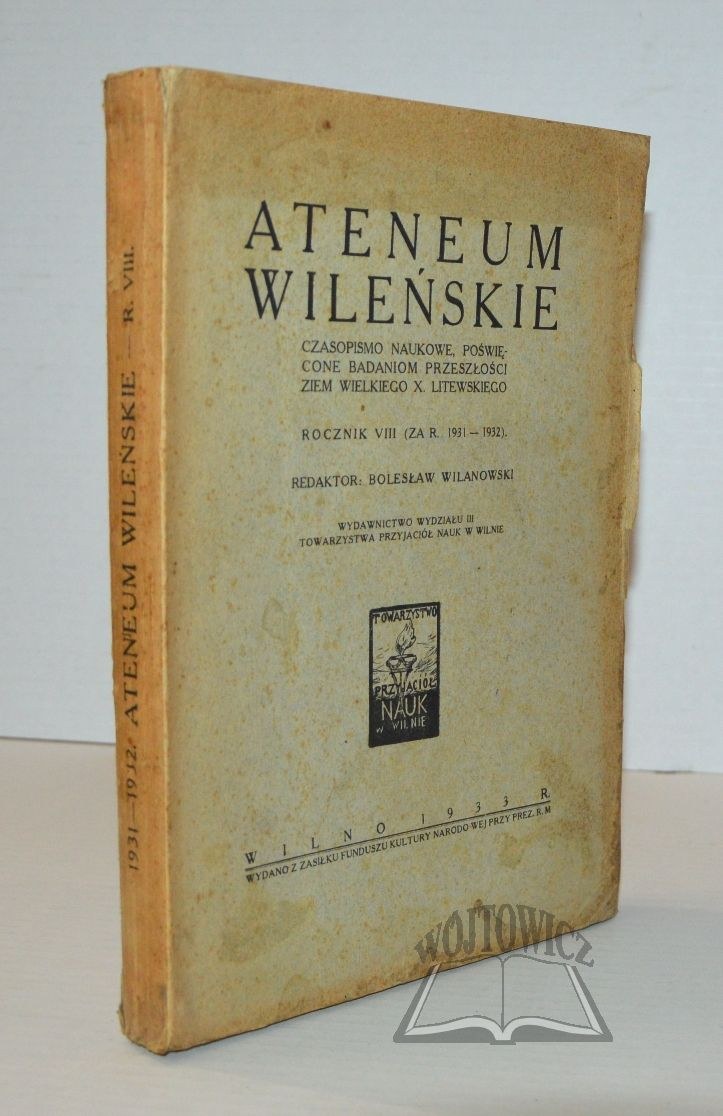 1931—1932. ATENEUM WILEŃSKIE — R. VIII.
ATENEUM
WILEŃSKIE
CZASOPISMO NAUKOWE, POŚWIĘ-
CONE BADANIOM PRZESZŁOŚCI
ZIEM WIELKIEGO X. LITEWSKIEGO
ROCZNIK VIII (ZA R. 1931 — 1932).
REDAKTOR: BOLESŁAW WILANOWSKI
WYDAWNICTWO WYDZIAŁU III
TOWARZYSTWA PRZYJACIÓŁ NAUK W WILNIE
TOWARZYSTWO
PRZYJACIÓŁ
NAUK
W WILNIE
WILNO 1933 R.
WYDANO Z ZASIŁKU FUNDUSZU KULTURY NARODOWEJ PRZY PREZ. R. M
WÓJTOWICZ